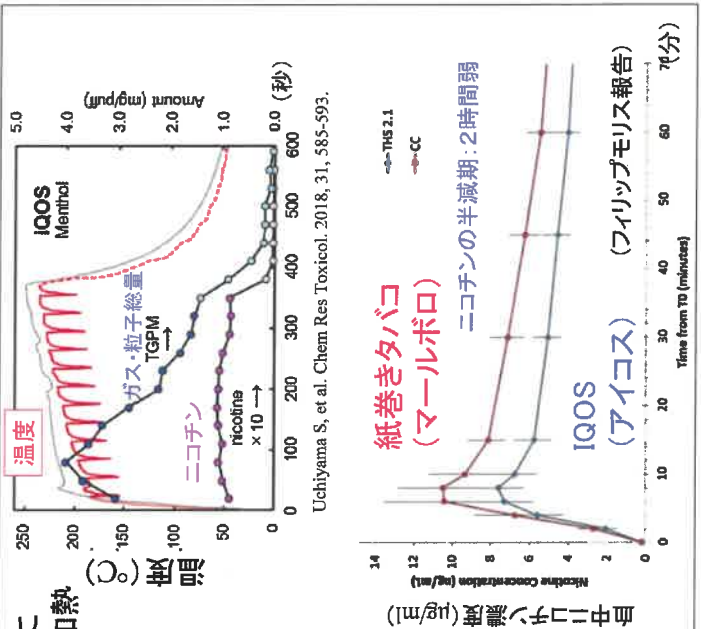 に
熱
温度
IQOS
Menthol
ガス・粒子総量
TGPM →
ニコチン
nicotine
× 10 →
温度(°C)
250
200
150
100
50
0
Amount (mg/puff)
5.0
4.0
3.0
2.0
1.0
0.0
0 100 200 300 400 500 600 (秒)
Uchiyama S, et al. Chem Res Toxicol. 2018, 31, 585-593.
血中ニコチン濃度(μg/ml)
Nicotine Concentration (ng/mL)
14
12
10
8
6
4
2
0
THS 2.1
CC
紙巻きタバコ
(マールボロ)
ニコチンの半減期:2時間弱
IQOS
(アイコス)
(フィリップモリス報告)
0 10 20 30 40 50 60 70
(分)
Time from T0 (minutes)